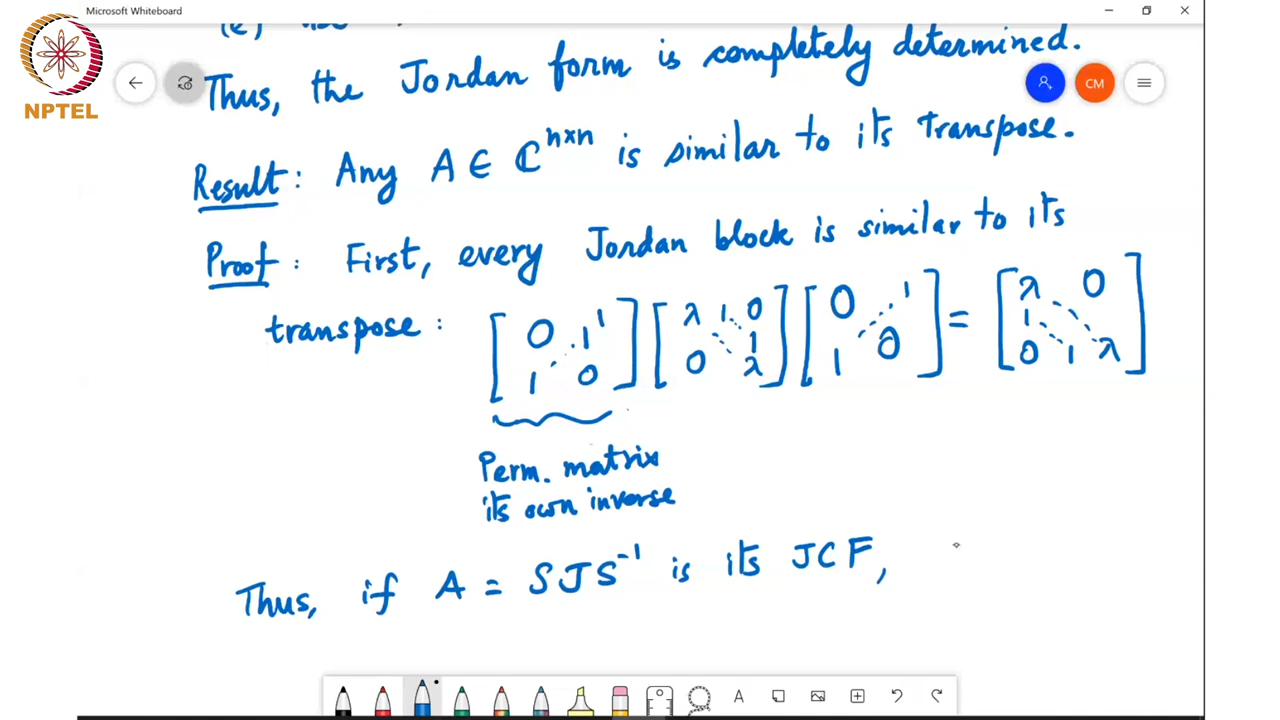 Microsoft Whiteboard
NPTEL
CM
Thus, the Jordan form is completely determined.
Result: Any A ∈ ℂ^{n×n} is similar to its transpose.
Proof: First, every Jordan block is similar to its
transpose: [0 1 1 1 0] [λ 1 0 1 0 λ] [0 1 1 0] = [λ 0 1 0 1 λ]
Perm. matrix
its own inverse
Thus, if A = SJS^{-1} is its JCF,
A